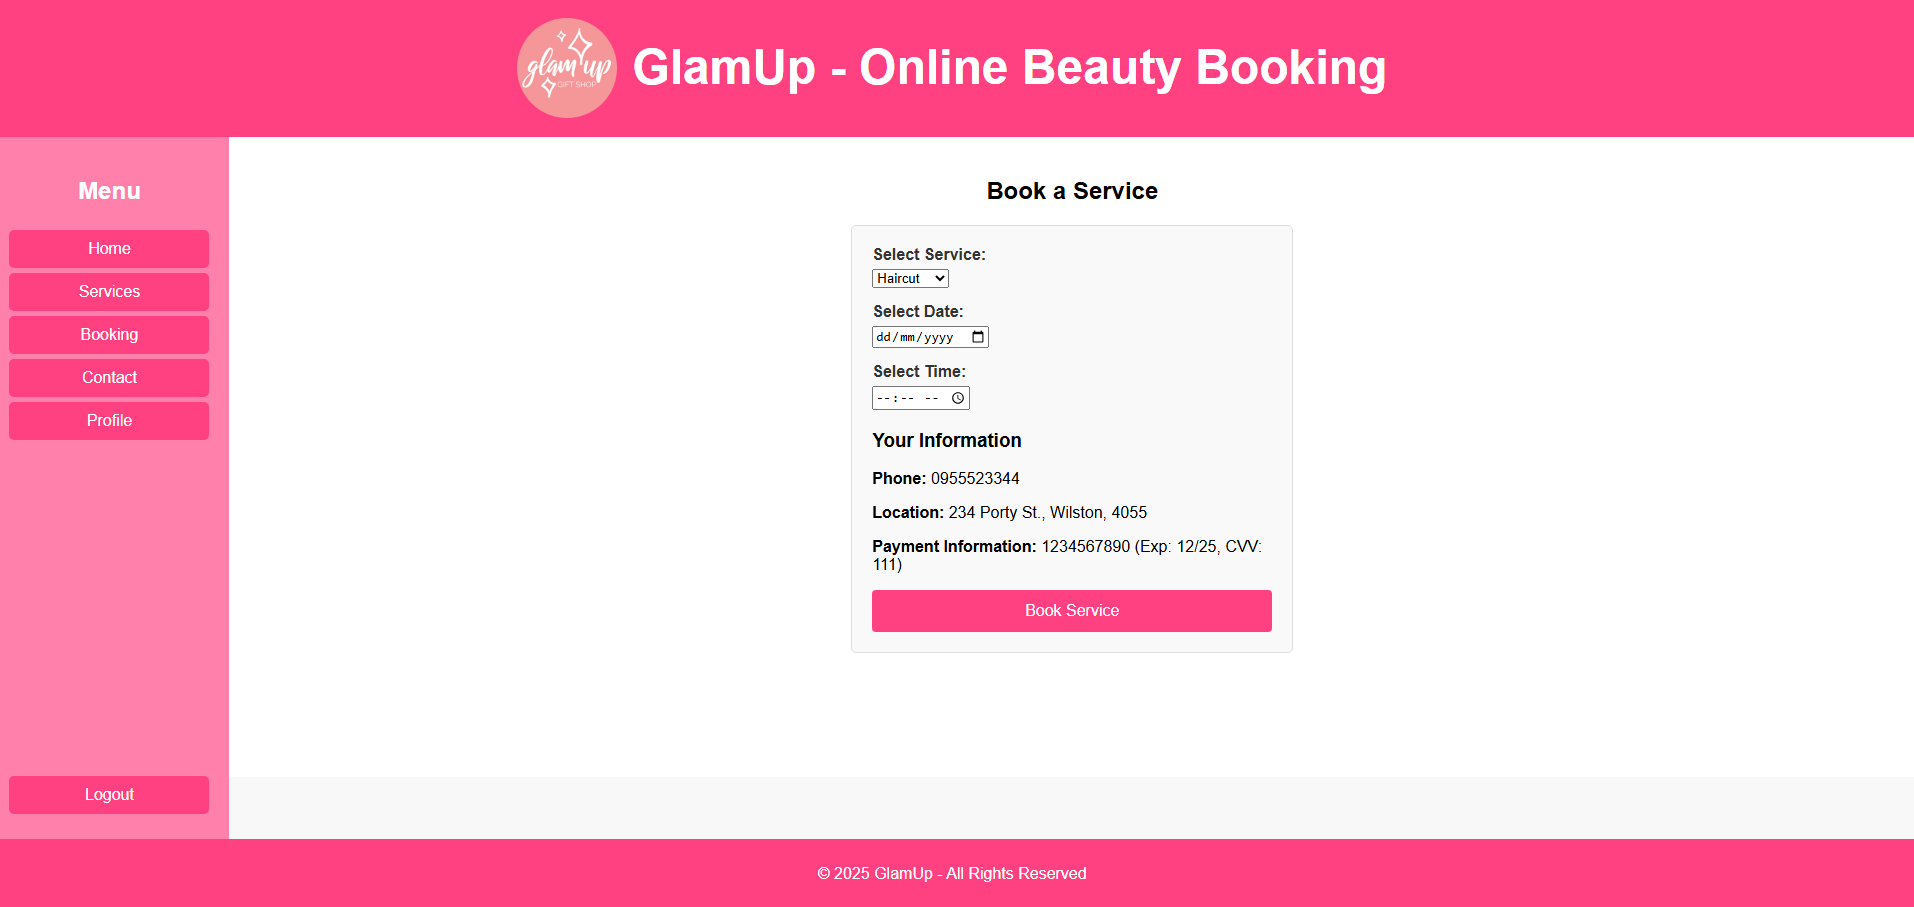 glam up
GIFT SHOP
GlamUp - Online Beauty Booking
Menu
Home
Services
Booking
Contact
Profile
Logout
Book a Service
Select Service:
Haircut
Select Date:
dd/mm/yyyy
Select Time:
--:-- --
Your Information
Phone: 0955523344
Location: 234 Porty St., Wilston, 4055
Payment Information: 1234567890 (Exp: 12/25, CVV:
111)
Book Service
© 2025 GlamUp - All Rights Reserved